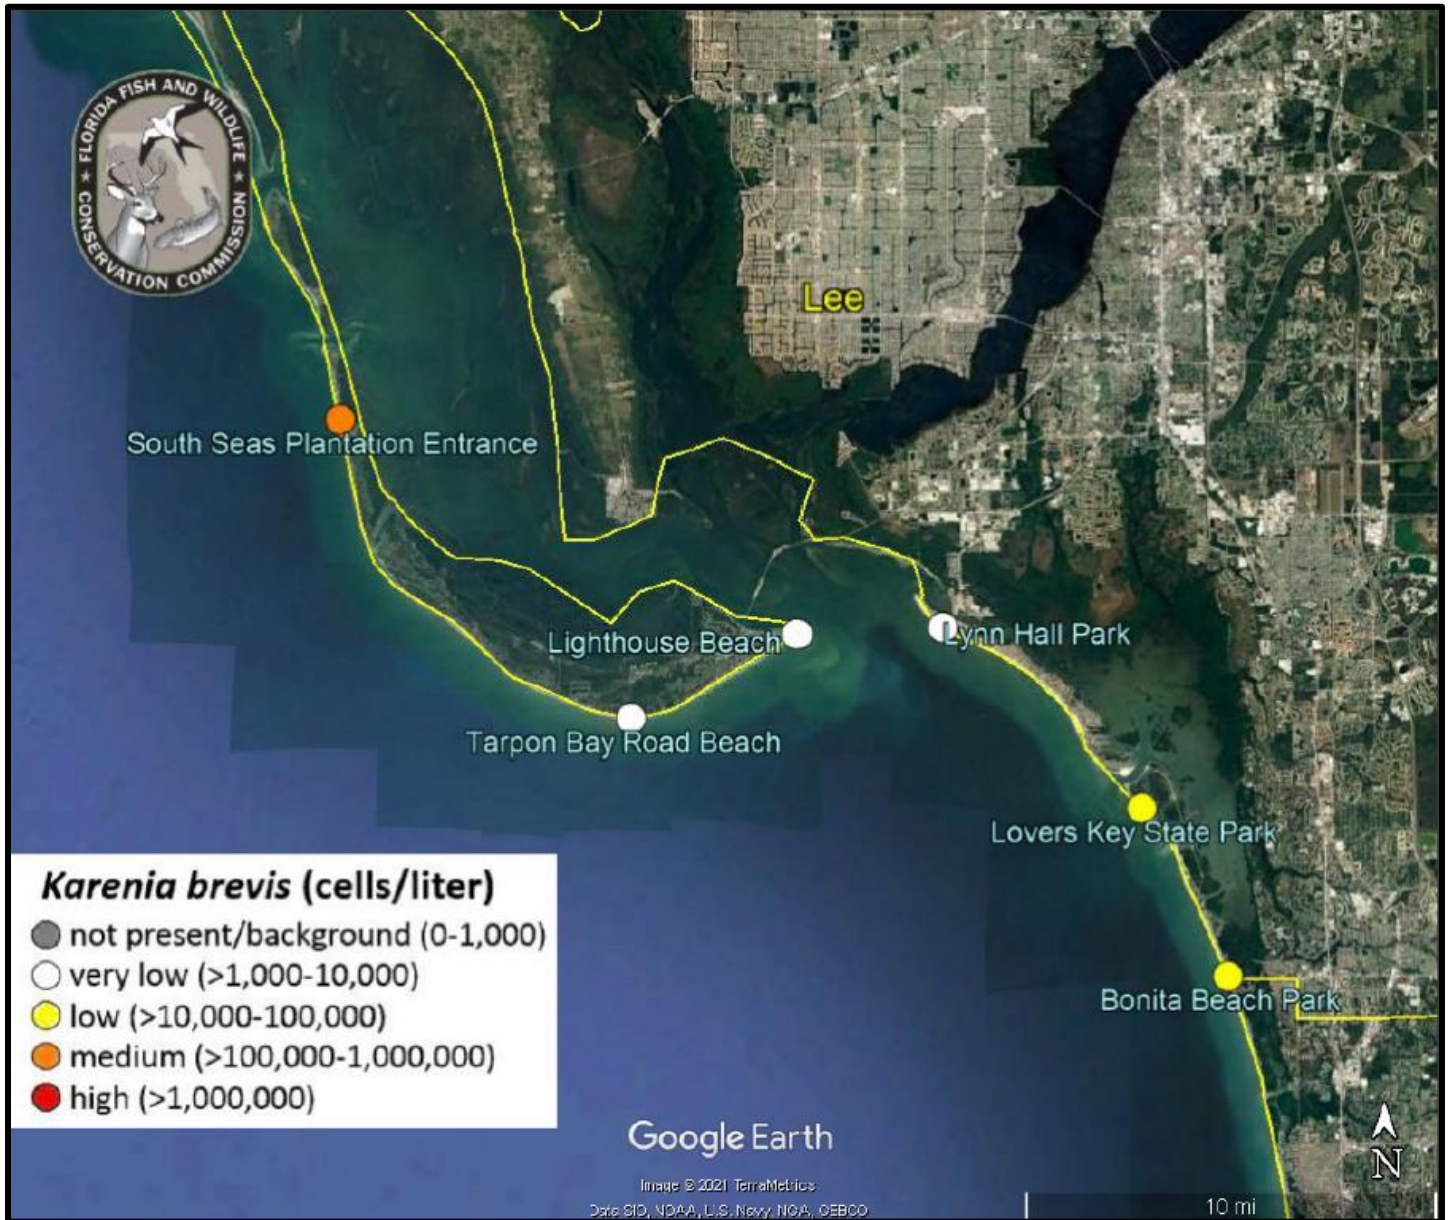 FLORIDA FISH AND WILDLIFE
CONSERVATION COMMISSION
Lee
South Seas Plantation Entrance
Lighthouse Beach
Lynn Hall Park
Tarpon Bay Road Beach
Lovers Key State Park
Bonita Beach Park
Karenia brevis (cells/liter)
not present/background (0-1,000)
very low (>1,000-10,000)
low (>10,000-100,000)
medium (>100,000-1,000,000)
high (>1,000,000)
Google Earth
Image © 2021 TerraMetrics
Data SIO, NOAA, U.S. Navy, NGA, GEBCO
N
10 mi